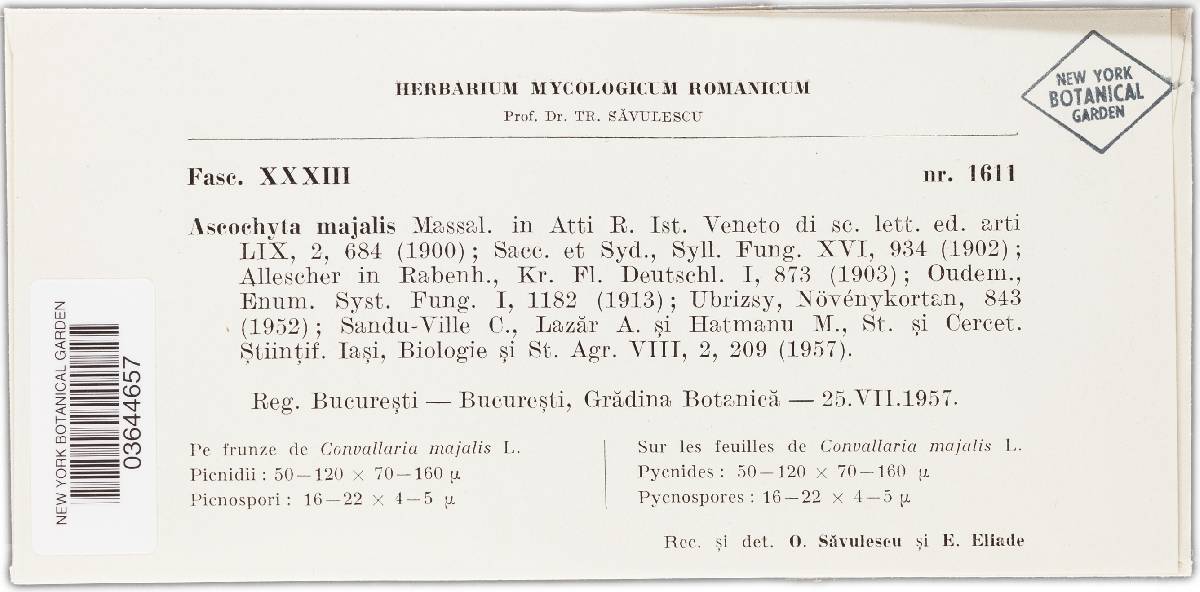 HERBARIUM MYCOLOGICUM ROMANICUM
Prof. Dr. TR. SĂVULESCU
NEW YORK
BOTANICAL
GARDEN
Fasc. XXXIII nr. 1611
Ascochyta majalis Massal. in Atti R. Ist. Veneto di sc. lett. ed. arti
LIX, 2, 684 (1900); Sacc. et Syd., Syll. Fung. XVI, 934 (1902);
Allescher in Rabenh., Kr. Fl. Deutschl. I, 873 (1903); Oudem.,
Enum. Syst. Fung. I, 1182 (1913); Ubrizsy, Növénykortan, 843
(1952); Sandu-Ville C., Lazăr A. și Hatmanu M., St. și Cercet.
Științif. Iași, Biologie și St. Agr. VIII, 2, 209 (1957).
Reg. București — București, Grădina Botanică — 25.VII.1957.
Pe frunze de Convallaria majalis L.
Picnidii: 50—120 × 70—160 μ
Picnospori: 16—22 × 4—5 μ
Sur les feuilles de Convallaria majalis L.
Pycnides: 50—120 × 70—160 μ
Pycnospores: 16—22 × 4—5 μ
Rec. și det. O. Săvulescu și E. Eliade
NEW YORK BOTANICAL GARDEN
03644657